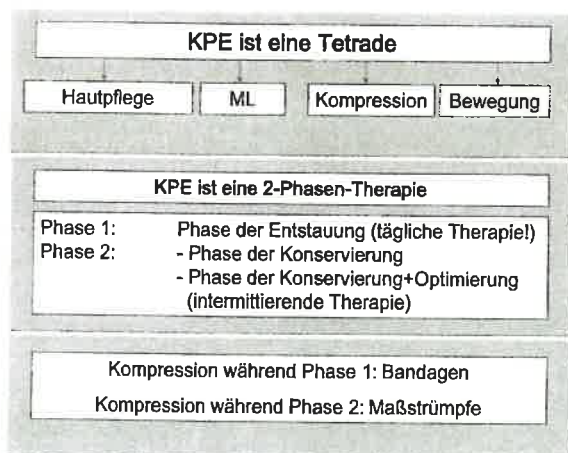 KPE ist eine Tetrade
Hautpflege ML Kompression Bewegung
KPE ist eine 2-Phasen-Therapie
Phase 1: Phase der Entstauung (tägliche Therapie!)
Phase 2: - Phase der Konservierung
- Phase der Konservierung+Optimierung
(intermittierende Therapie)
Kompression während Phase 1: Bandagen
Kompression während Phase 2: Maßstrümpfe